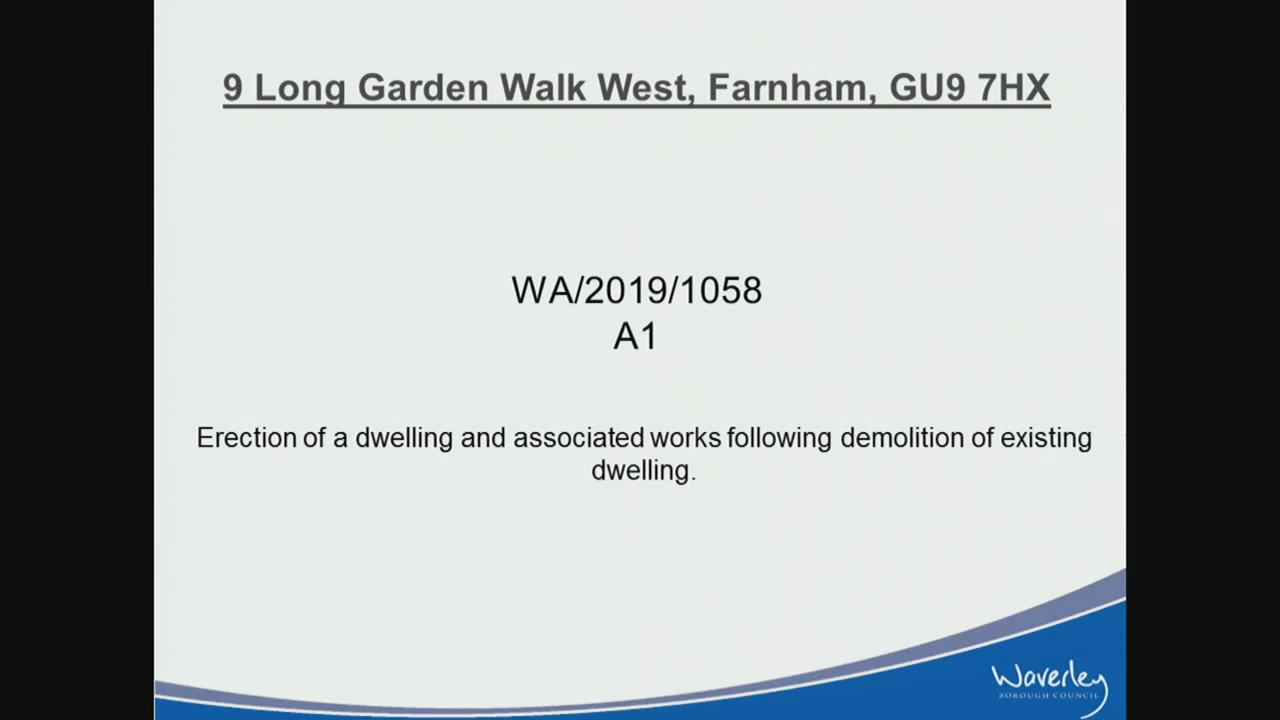 9 Long Garden Walk West, Farnham, GU9 7HX
WA/2019/1058
A1
Erection of a dwelling and associated works following demolition of existing
dwelling.
Waverley
BOROUGH COUNCIL